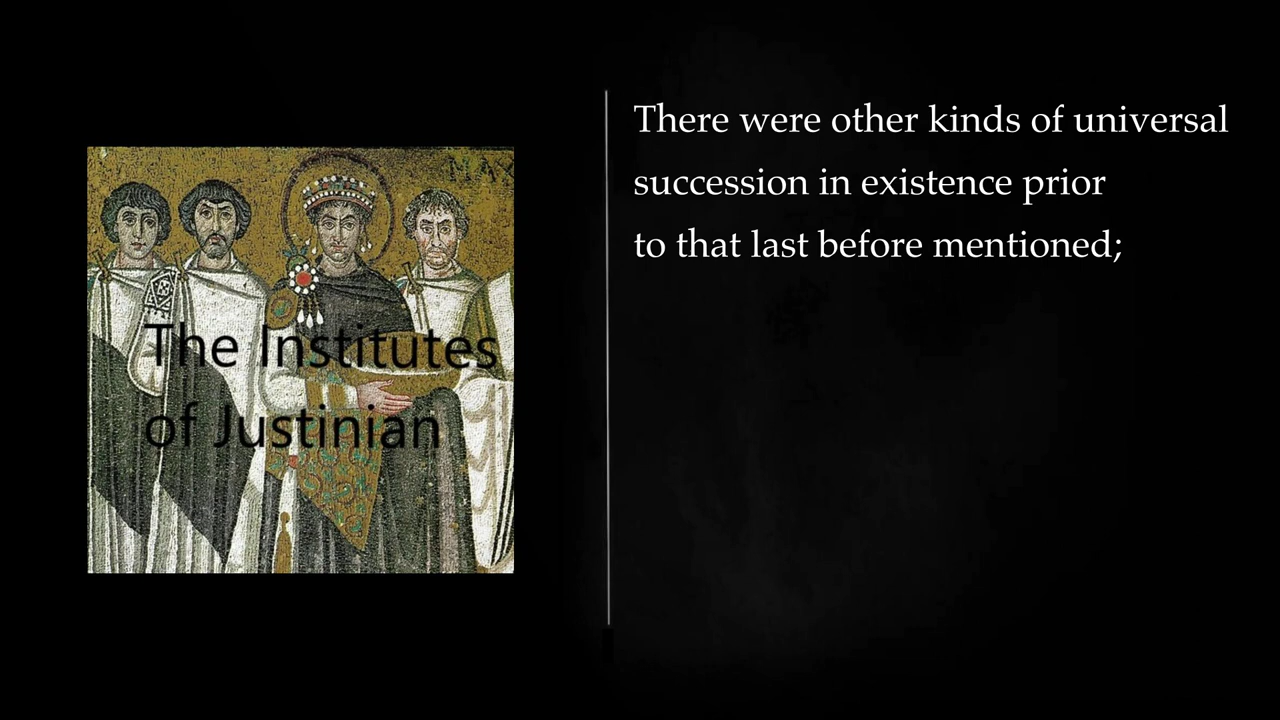 MAX
The Institutes
of Justinian
There were other kinds of universal
succession in existence prior
to that last before mentioned;